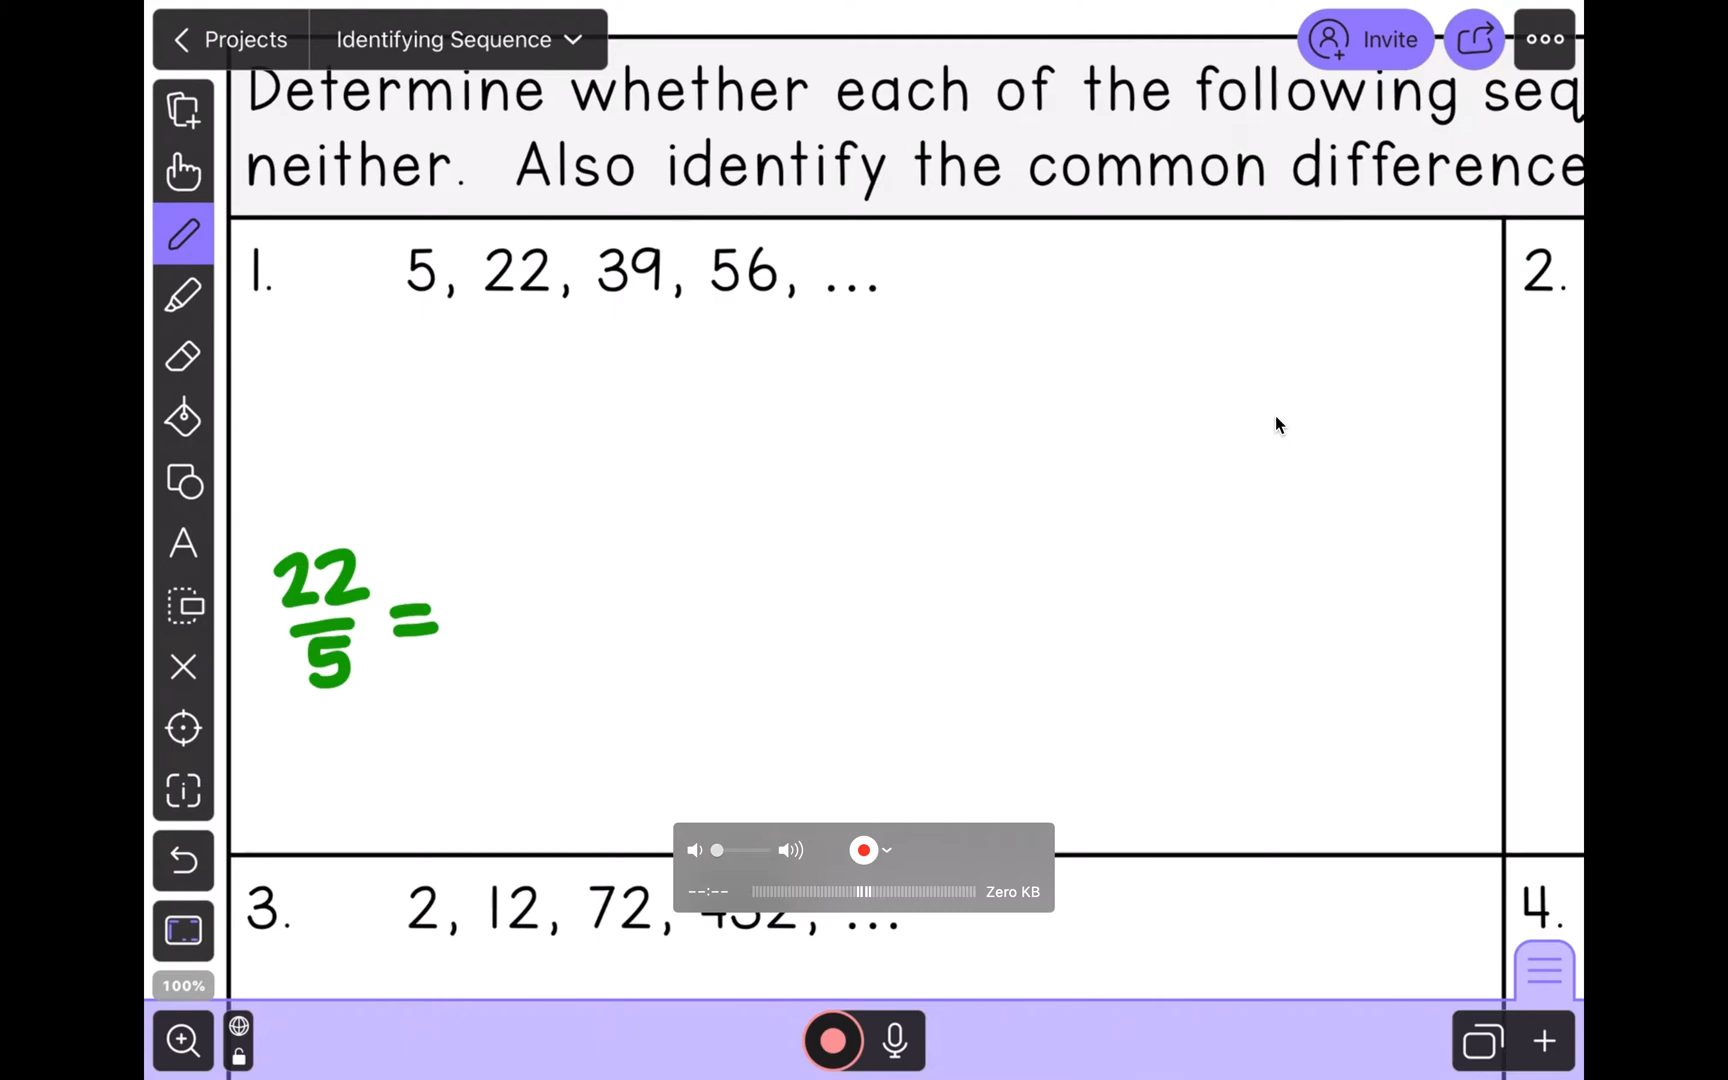 Projects
Identifying Sequence
Invite
Determine whether each of the following seq
neither. Also identify the common difference
1. 5, 22, 39, 56, ...
2.
22
5
=
3. 2, 12, 72, 432, ...
4.
--:--
Zero KB
100%